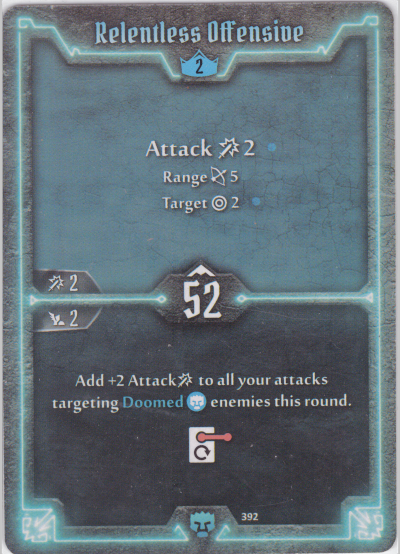 Relentless Offensive
2
Attack 2
Range 5
Target 2
2
52
2
Add +2 Attack to all your attacks
targeting Doomed enemies this round.
392